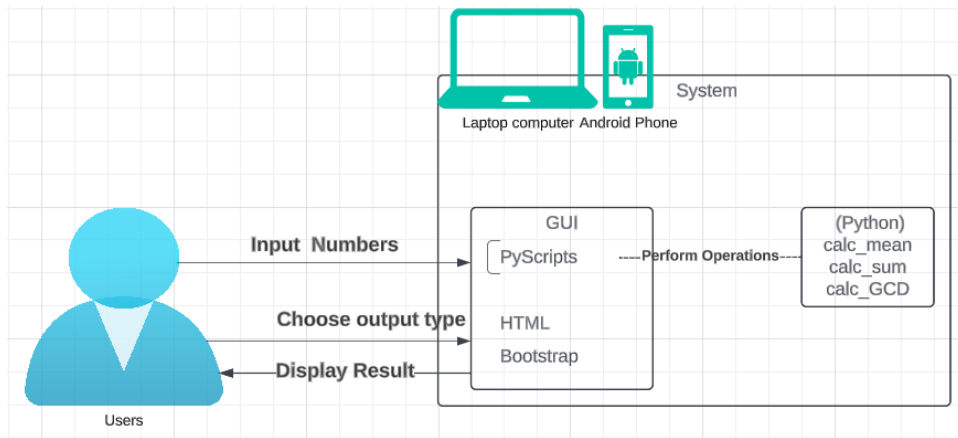 System
Laptop computer
Android Phone
GUI
PyScripts
HTML
Bootstrap
Input Numbers
Choose output type
Display Result
Perform Operations
(Python)
calc_mean
calc_sum
calc_GCD
Users